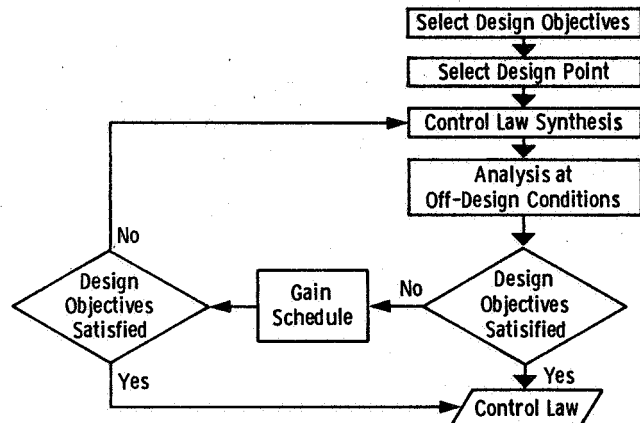 Select Design Objectives
Select Design Point
Control Law Synthesis
Analysis at
Off-Design Conditions
No
Design
Objectives
Satisfied
Yes
Gain
Schedule
No
Design
Objectives
Satisified
Yes
Control Law